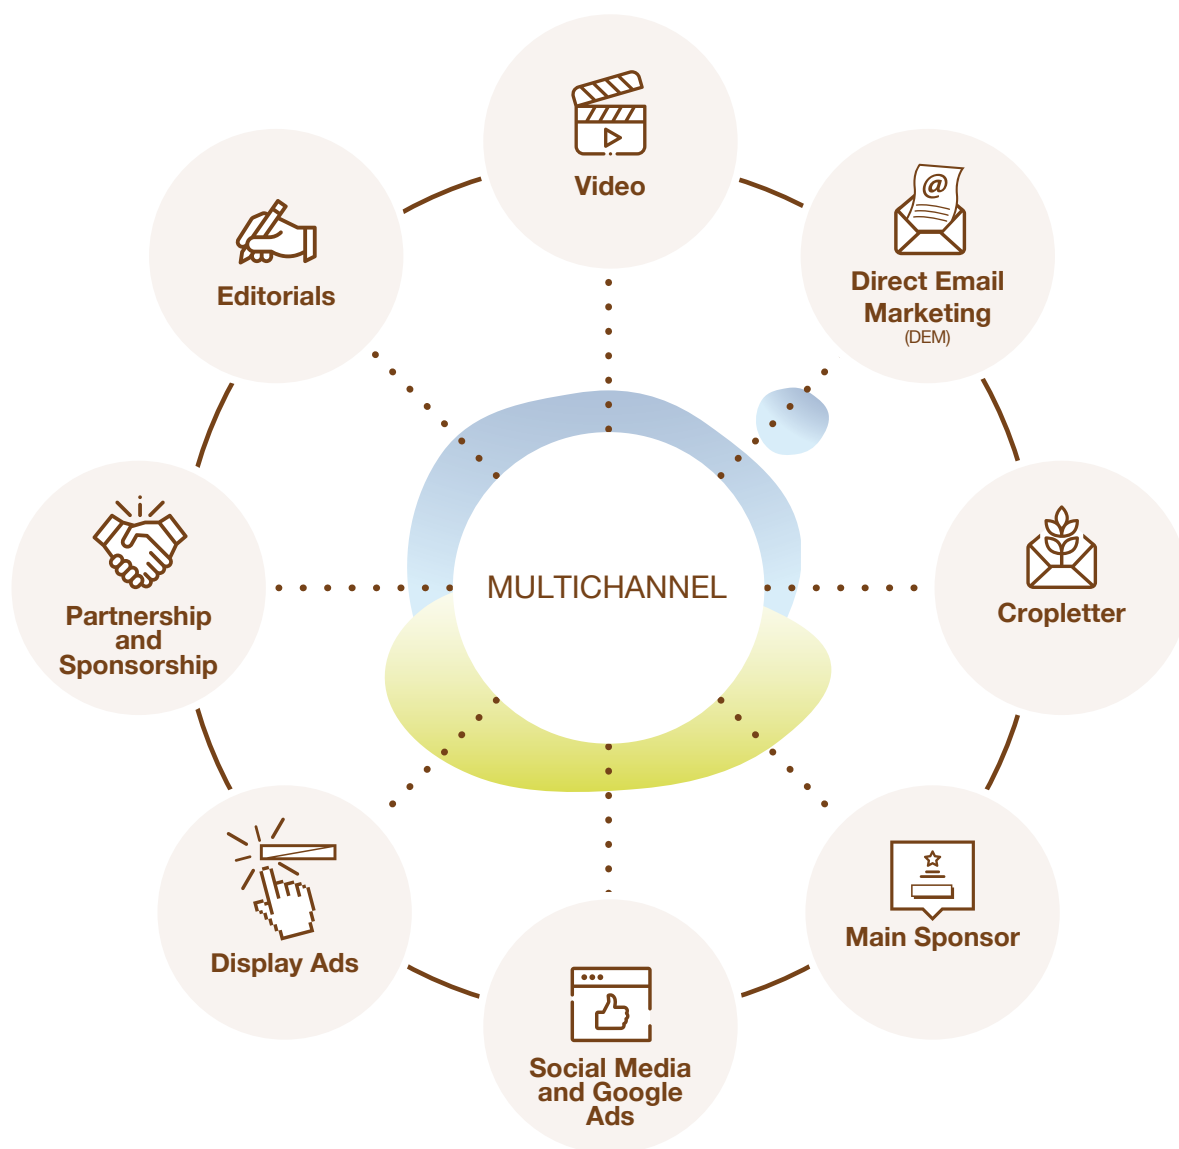 Video
Direct Email
Marketing
(DEM)
@
Editorials
MULTICHANNEL
Cropletter
Partnership
and
Sponsorship
Main Sponsor
Display Ads
Social Media
and Google
Ads